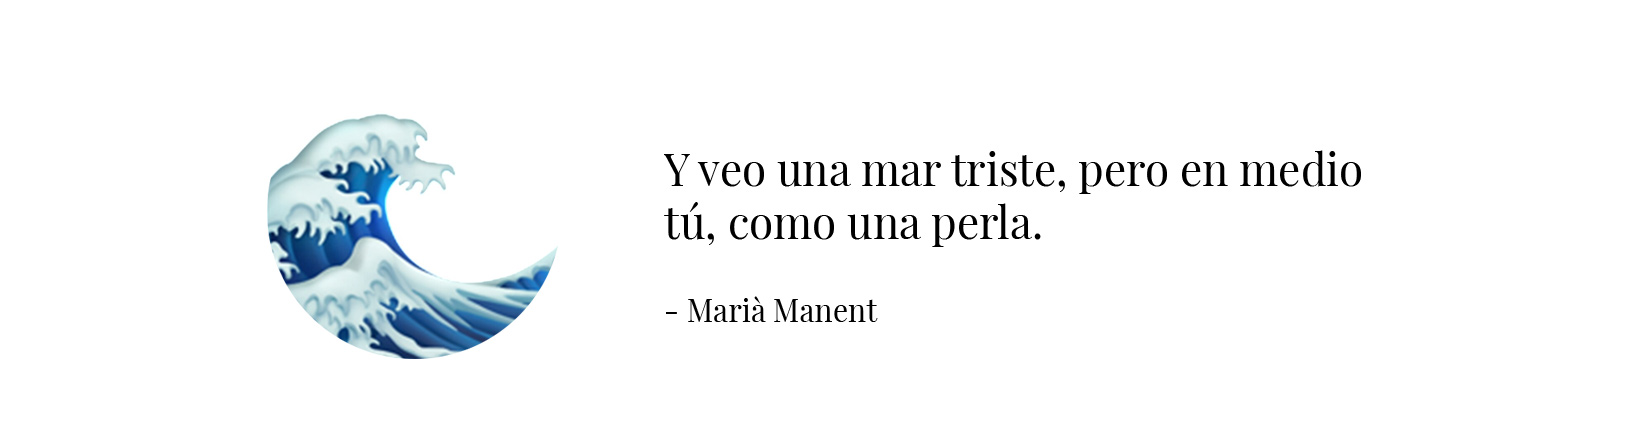 Y veo una mar triste, pero en medio
tú, como una perla.
- Marià Manent